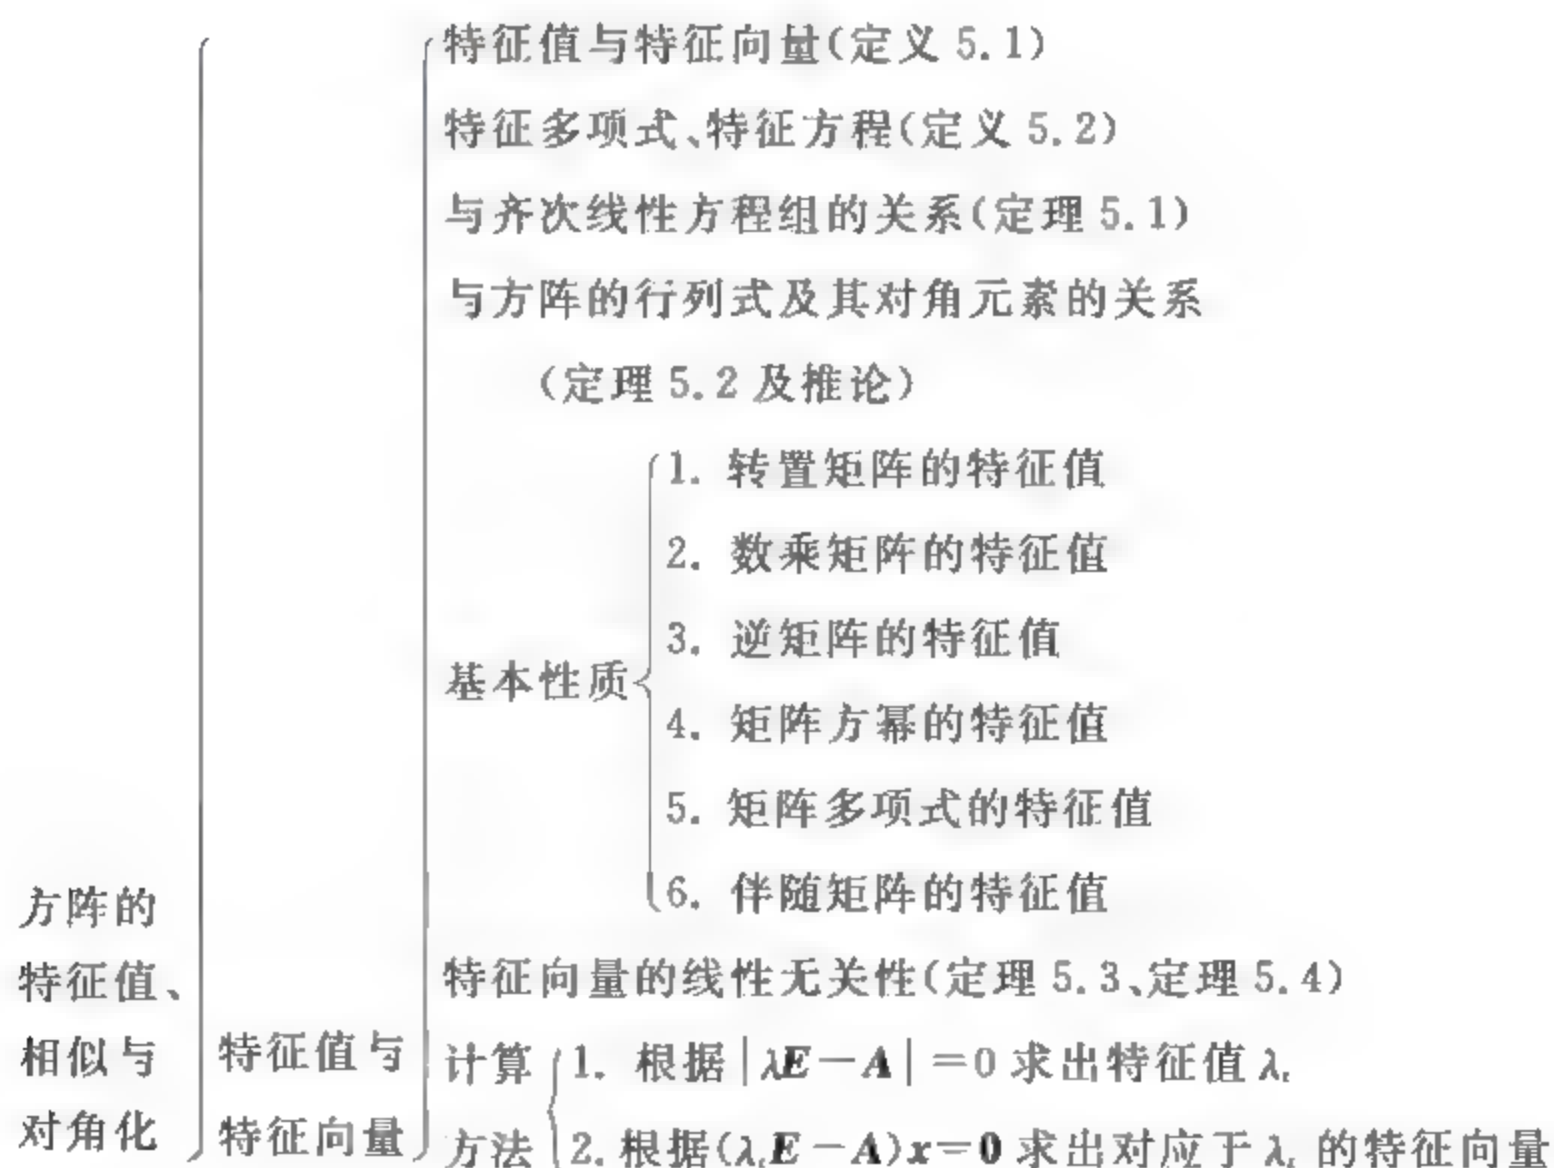 特征值与特征向量(定义 5.1)
特征多项式、特征方程(定义 5.2)
与齐次线性方程组的关系(定理 5.1)
与方阵的行列式及其对角元素的关系
(定理 5.2 及推论)
基本性质
1. 转置矩阵的特征值
2. 数乘矩阵的特征值
3. 逆矩阵的特征值
4. 矩阵方幂的特征值
5. 矩阵多项式的特征值
6. 伴随矩阵的特征值
特征向量的线性无关性(定理 5.3、定理 5.4)
方阵的
特征值、
相似与
对角化
特征值与
特征向量
计算
方法
1. 根据|λE－A|＝0 求出特征值 λᵢ
2. 根据(λᵢE－A)x＝0 求出对应于 λᵢ 的特征向量